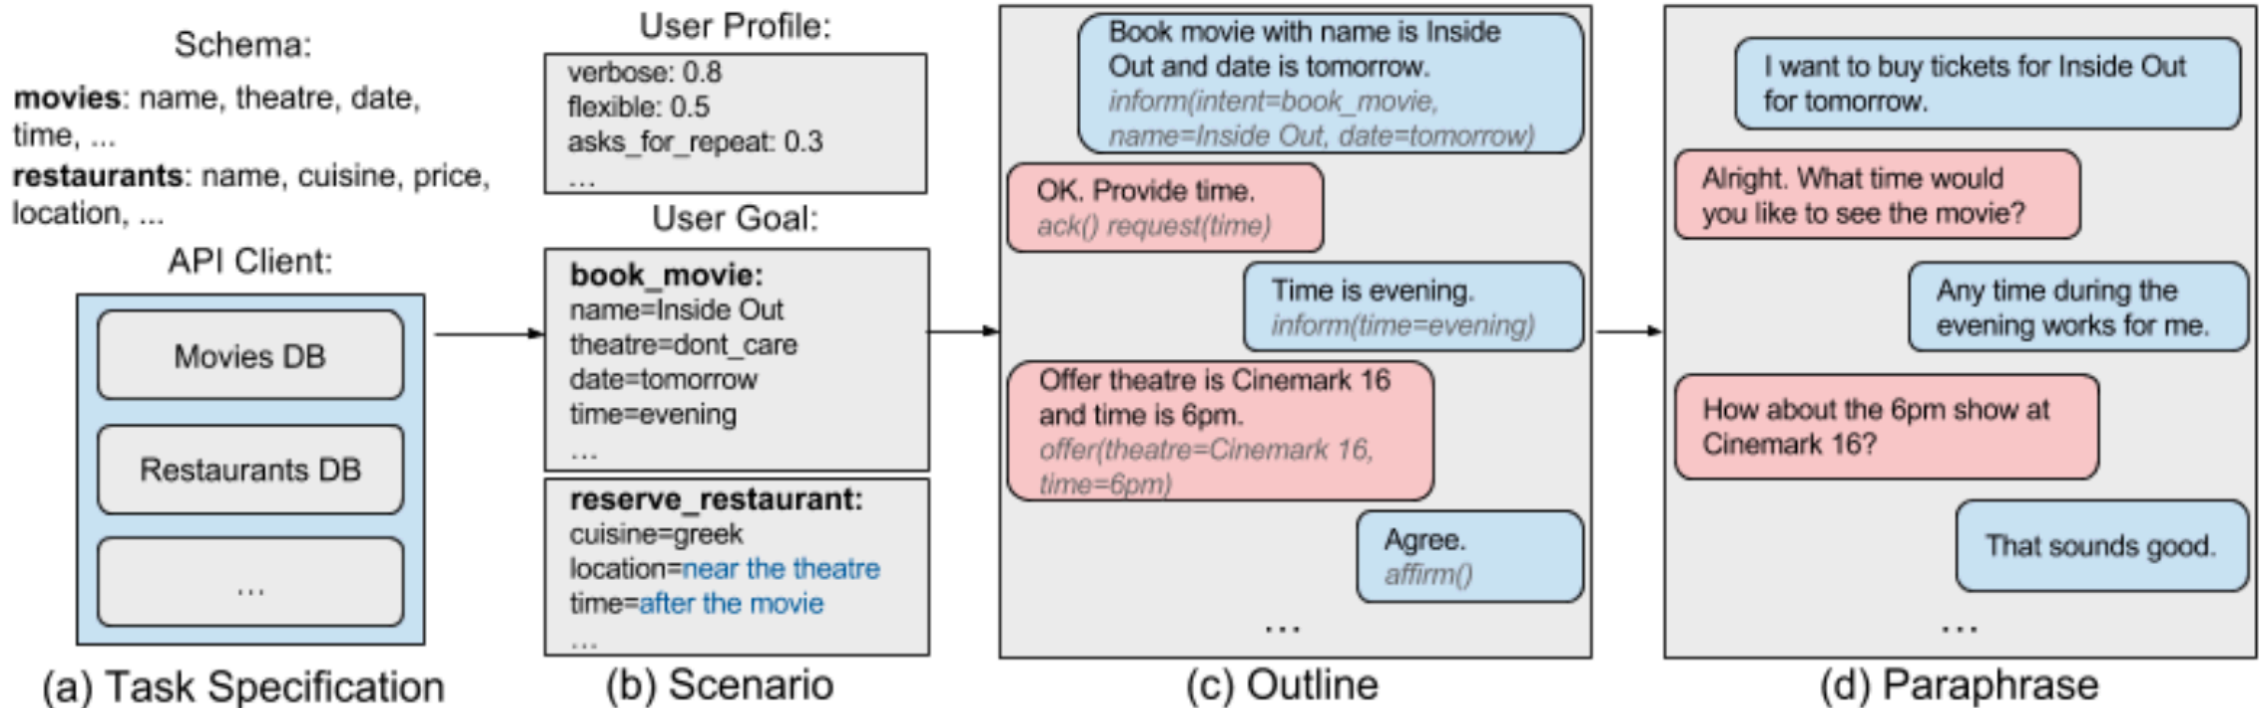 Schema:
movies: name, theatre, date,
time, ...
restaurants: name, cuisine, price,
location, ...
API Client:
Movies DB
Restaurants DB
...
(a) Task Specification
User Profile:
verbose: 0.8
flexible: 0.5
asks_for_repeat: 0.3
...
User Goal:
book_movie:
name=Inside Out
theatre=dont_care
date=tomorrow
time=evening
...
reserve_restaurant:
cuisine=greek
location=near the theatre
time=after the movie
...
(b) Scenario
Book movie with name is Inside
Out and date is tomorrow.
inform(intent=book_movie,
name=Inside Out, date=tomorrow)
OK. Provide time.
ack() request(time)
Time is evening.
inform(time=evening)
Offer theatre is Cinemark 16
and time is 6pm.
offer(theatre=Cinemark 16,
time=6pm)
Agree.
affirm()
...
(c) Outline
I want to buy tickets for Inside Out
for tomorrow.
Alright. What time would
you like to see the movie?
Any time during the
evening works for me.
How about the 6pm show at
Cinemark 16?
That sounds good.
...
(d) Paraphrase